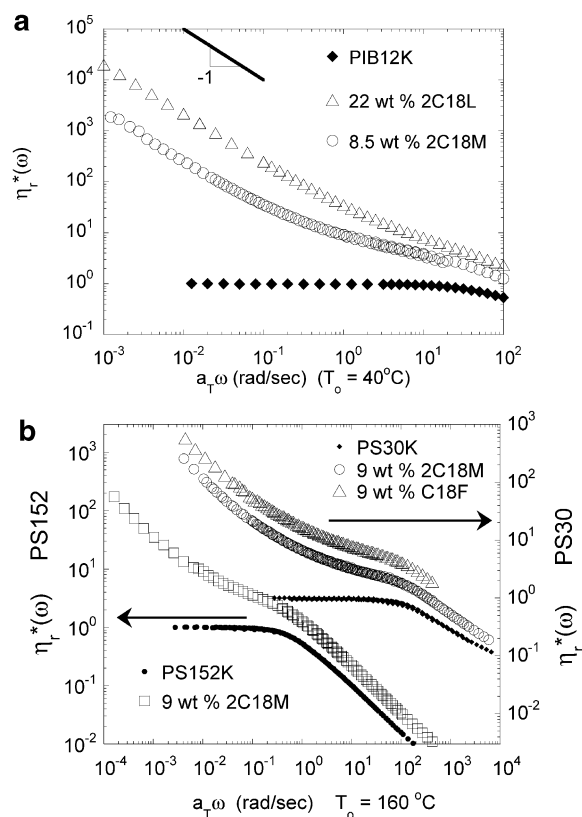 a
10^5
10^4
10^3
10^2
10^1
10^0
10^-1
η_r*(ω)
-1
PIB12K
22 wt % 2C18L
8.5 wt % 2C18M
10^-3 10^-2 10^-1 10^0 10^1 10^2
a_Tω (rad/sec) (T_o = 40°C)
b
10^3
10^2
10^1
10^0
10^-1
10^-2
η_r*(ω) PS152
PS30K
9 wt % 2C18M
9 wt % C18F
PS152K
9 wt % 2C18M
10^3
10^2
10^1
10^0
10^-1
10^-2
η_r*(ω) PS30
10^-4 10^-3 10^-2 10^-1 10^0 10^1 10^2 10^3 10^4
a_Tω (rad/sec) T_o = 160 °C